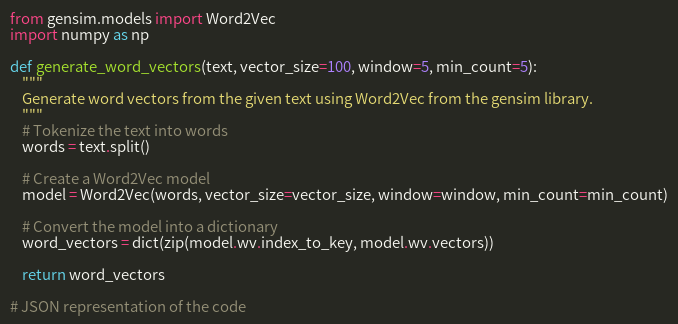 from gensim.models import Word2Vec
import numpy as np
def generate_word_vectors(text, vector_size=100, window=5, min_count=5):
"""
Generate word vectors from the given text using Word2Vec from the gensim library.
"""
# Tokenize the text into words
words = text.split()
# Create a Word2Vec model
model = Word2Vec(words, vector_size=vector_size, window=window, min_count=min_count)
# Convert the model into a dictionary
word_vectors = dict(zip(model.wv.index_to_key, model.wv.vectors))
return word_vectors
# JSON representation of the code